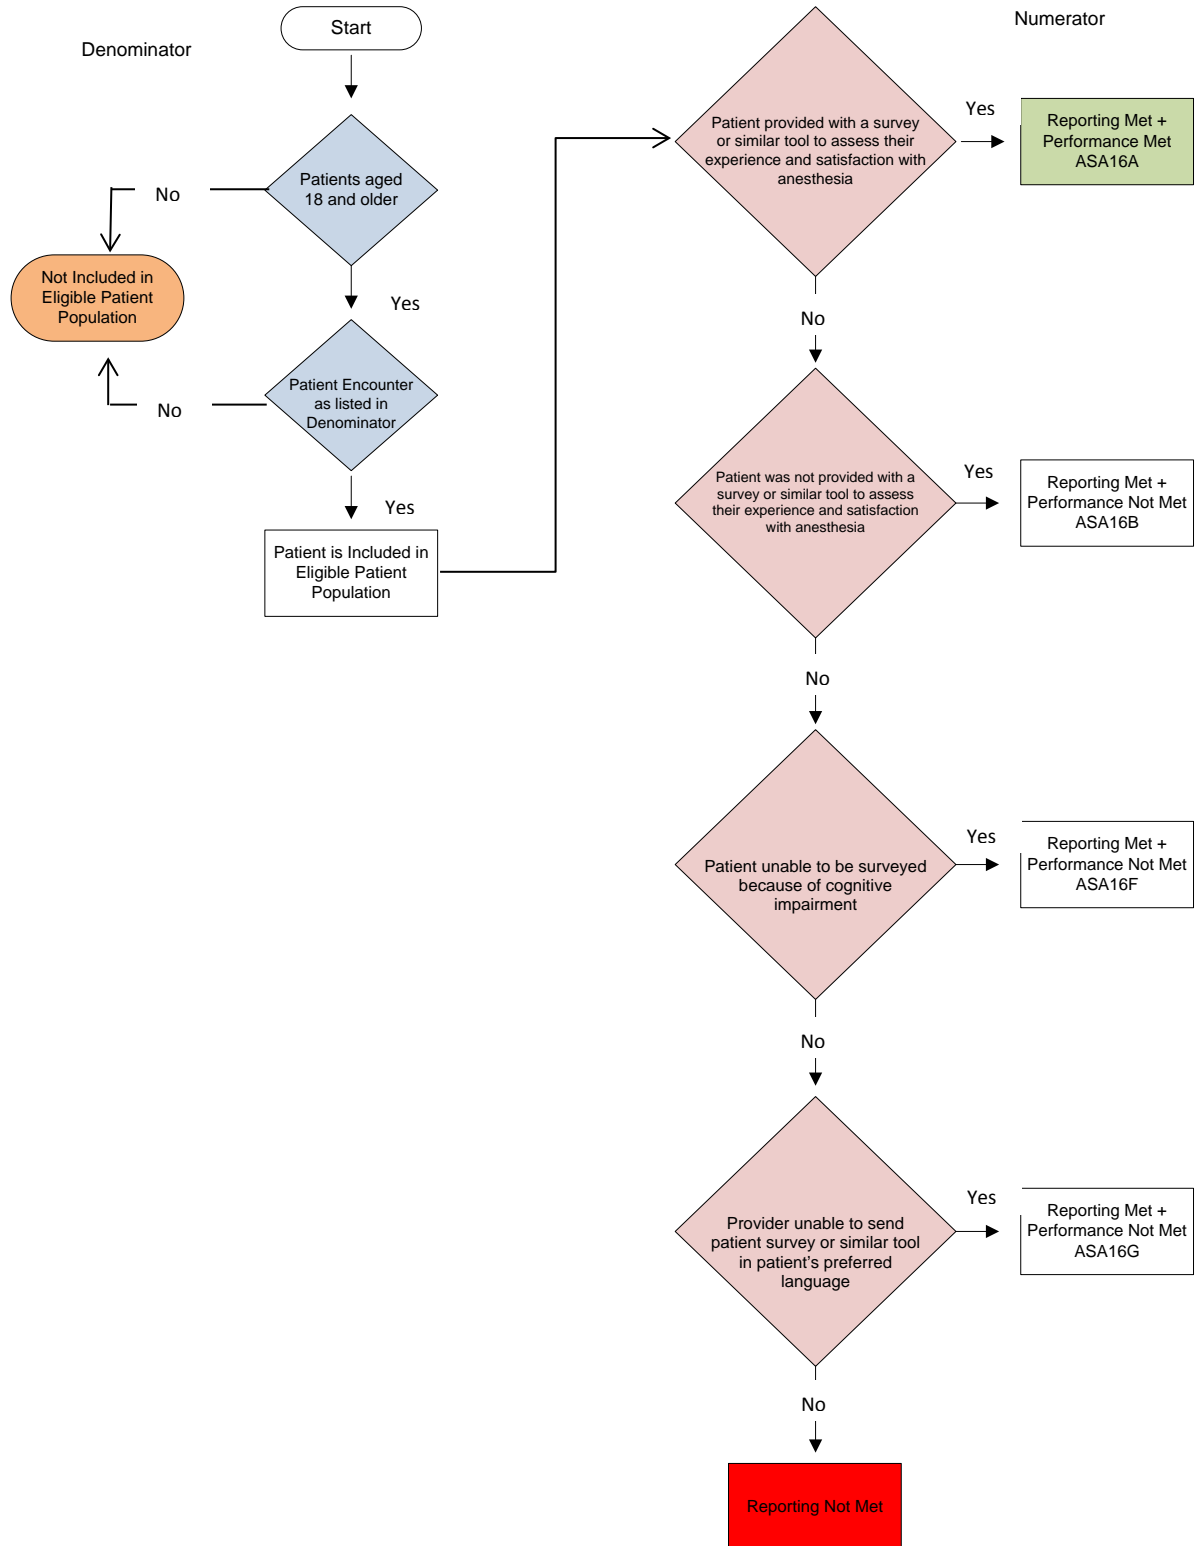 Denominator
Start
Patients aged
18 and older
No
Not Included in
Eligible Patient
Population
Yes
Patient Encounter
as listed in
Denominator
No
Yes
Patient is Included in
Eligible Patient
Population
Numerator
Patient provided with a survey
or similar tool to assess their
experience and satisfaction with
anesthesia
Yes
Reporting Met +
Performance Met
ASA16A
No
Patient was not provided with a
survey or similar tool to assess
their experience and satisfaction
with anesthesia
Yes
Reporting Met +
Performance Not Met
ASA16B
No
Patient unable to be surveyed
because of cognitive
impairment
Yes
Reporting Met +
Performance Not Met
ASA16F
No
Provider unable to send
patient survey or similar tool
in patient’s preferred
language
Yes
Reporting Met +
Performance Not Met
ASA16G
No
Reporting Not Met